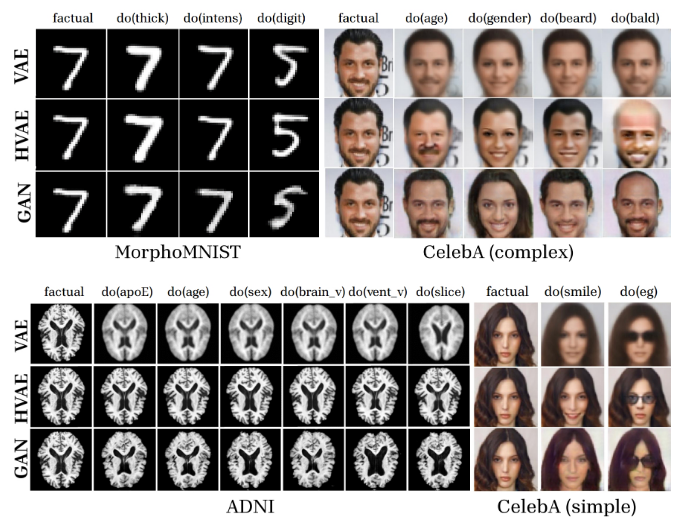 factual do(thick) do(intens) do(digit)
factual do(age) do(gender) do(beard) do(bald)
VAE
HVAE
GAN
MorphoMNIST
CelebA (complex)
factual do(apoE) do(age) do(sex) do(brain_v) do(vent_v) do(slice)
factual do(smile) do(eg)
VAE
HVAE
GAN
ADNI
CelebA (simple)